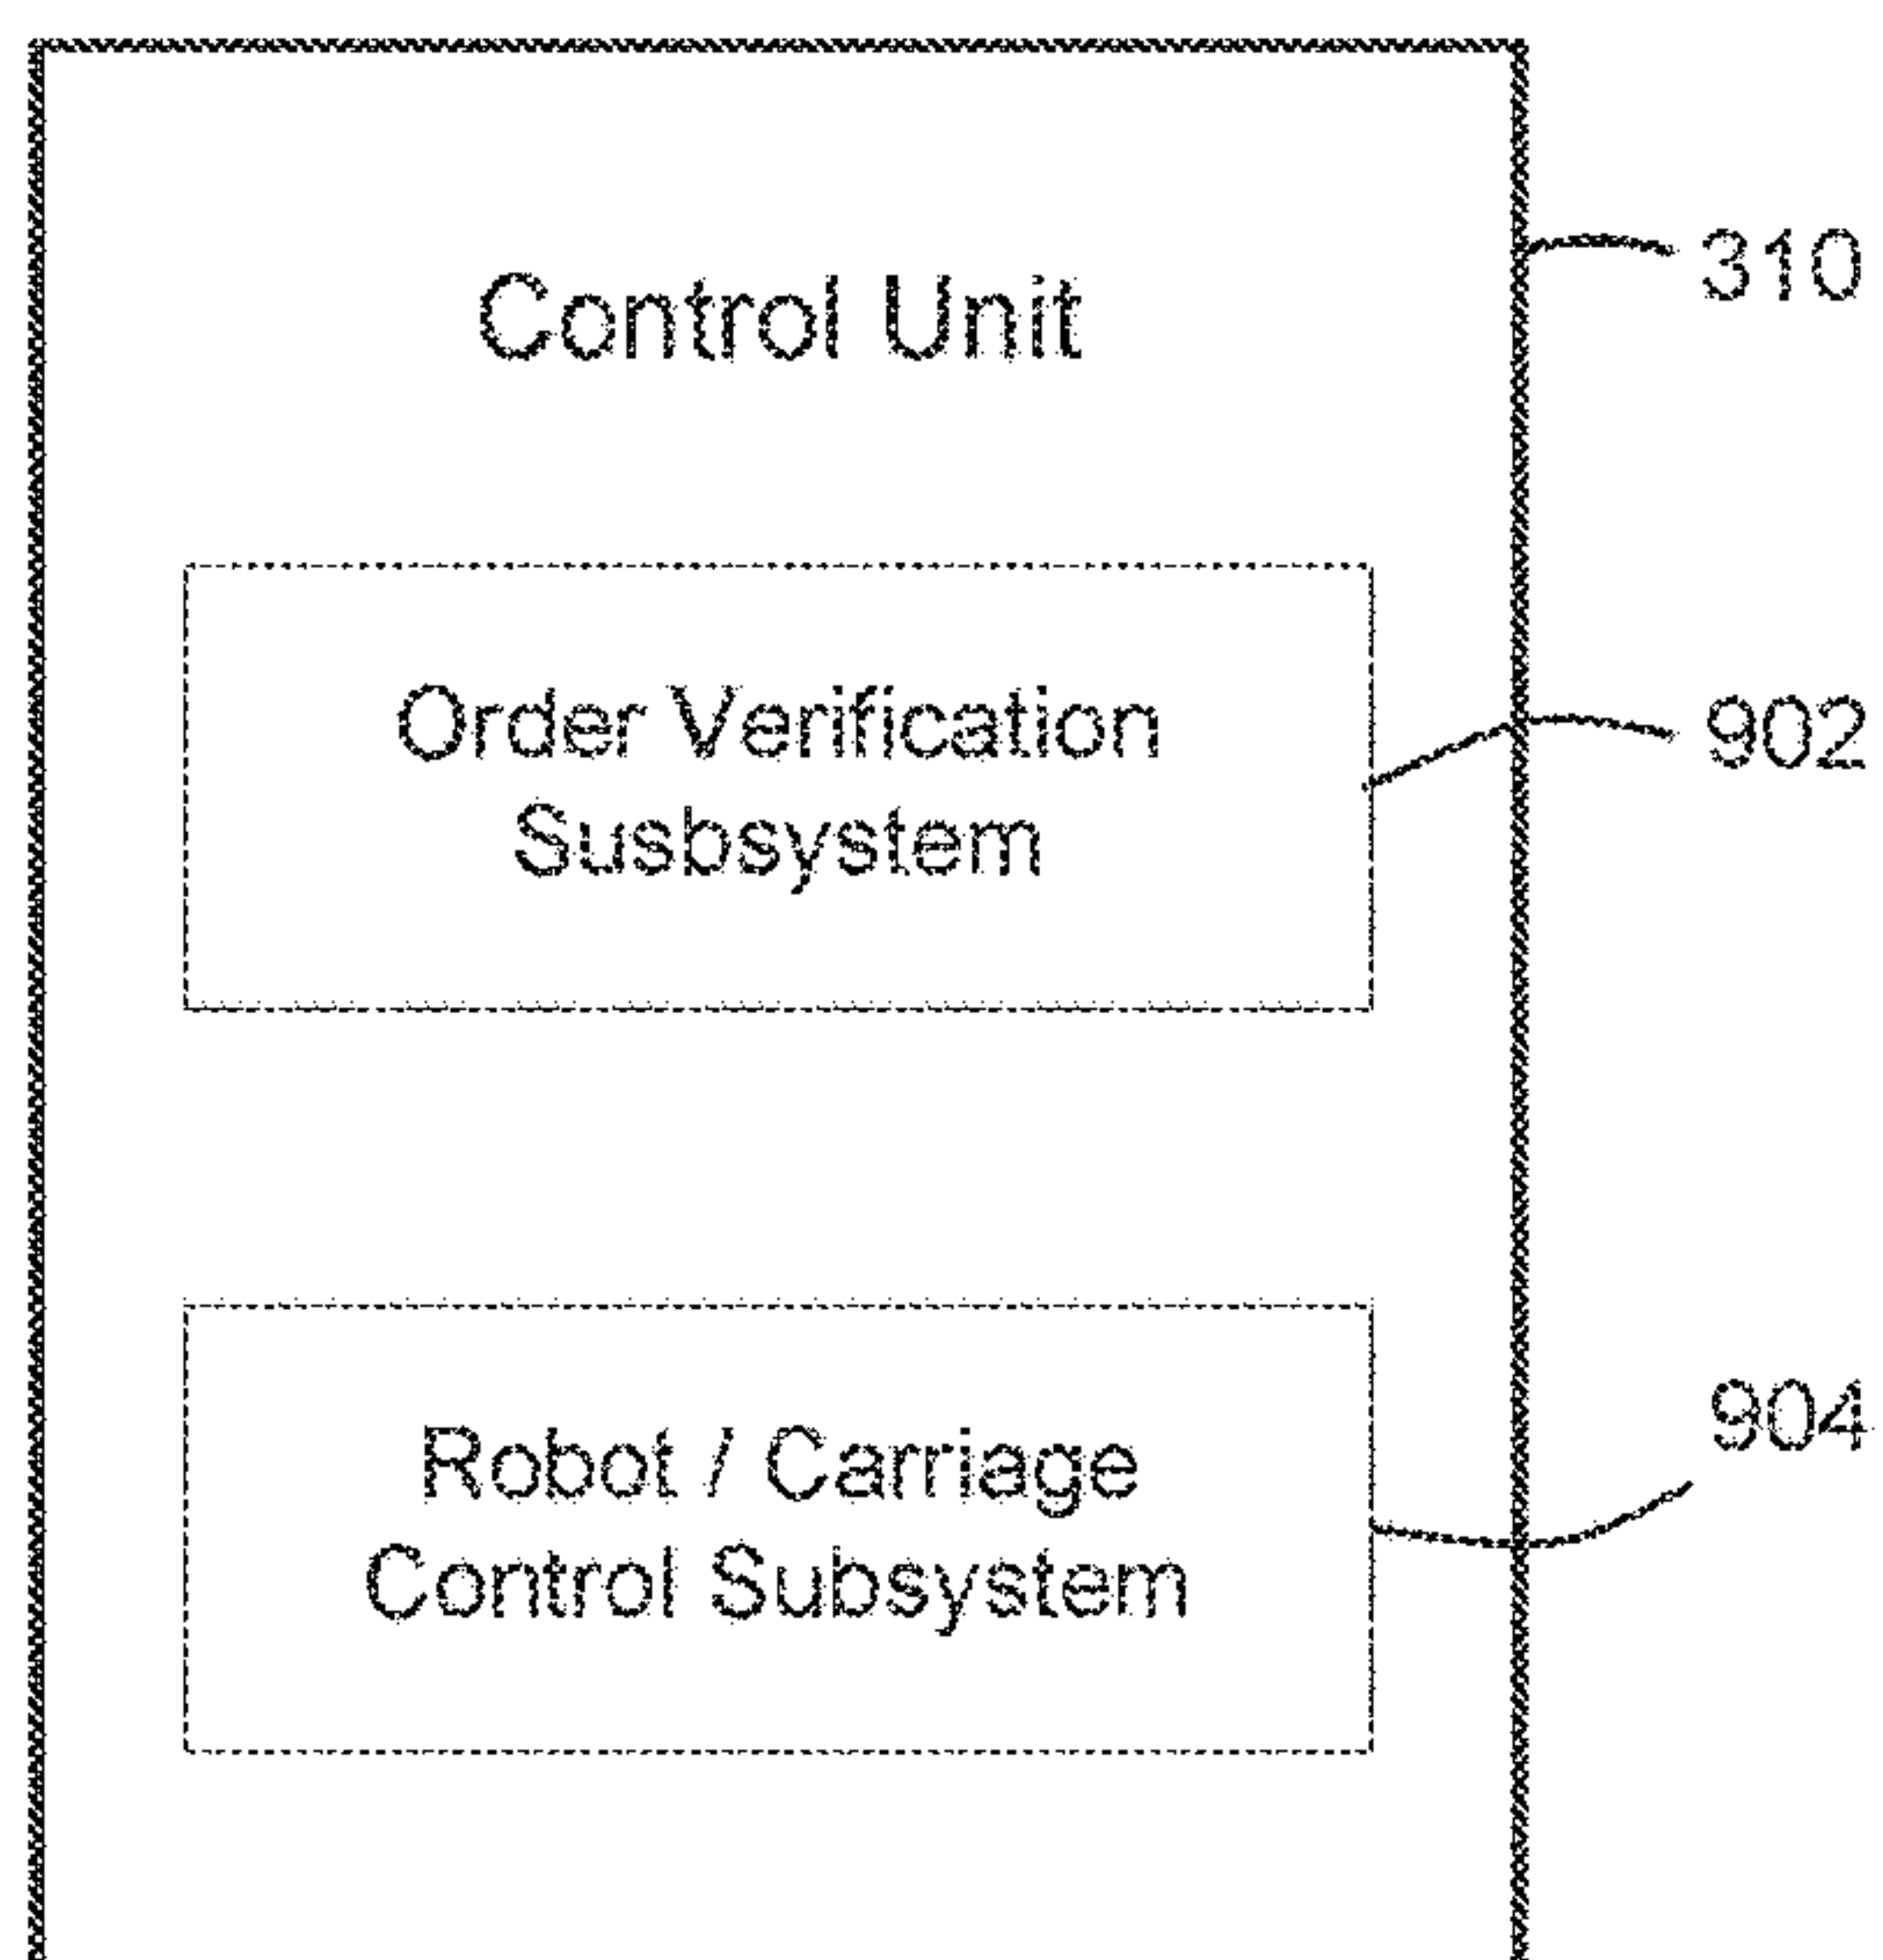 Control Unit
310
Order Verification
Susbsystem
902
Robot / Carriage
Control Subsystem
904